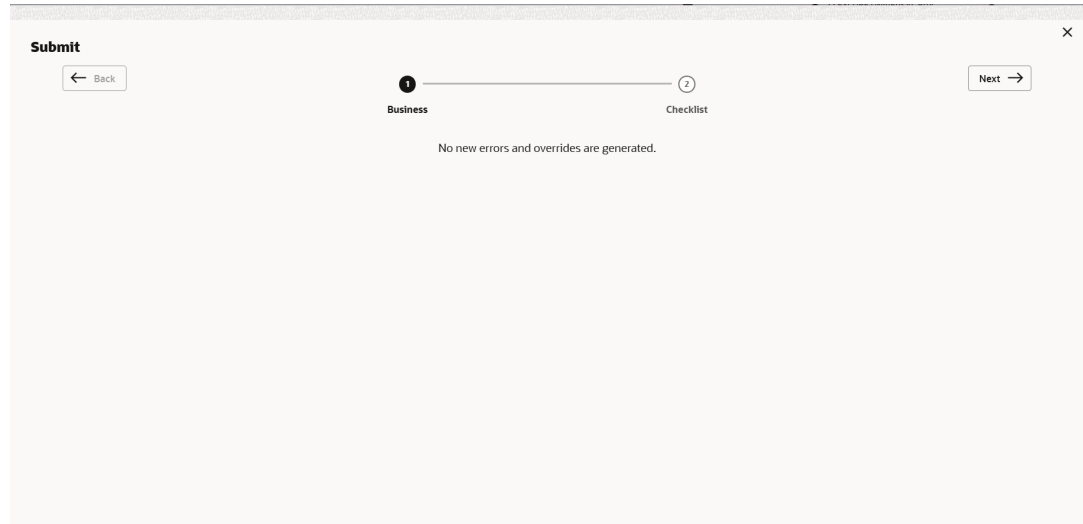 Submit
Back
Next
1
2
Business
Checklist
No new errors and overrides are generated.